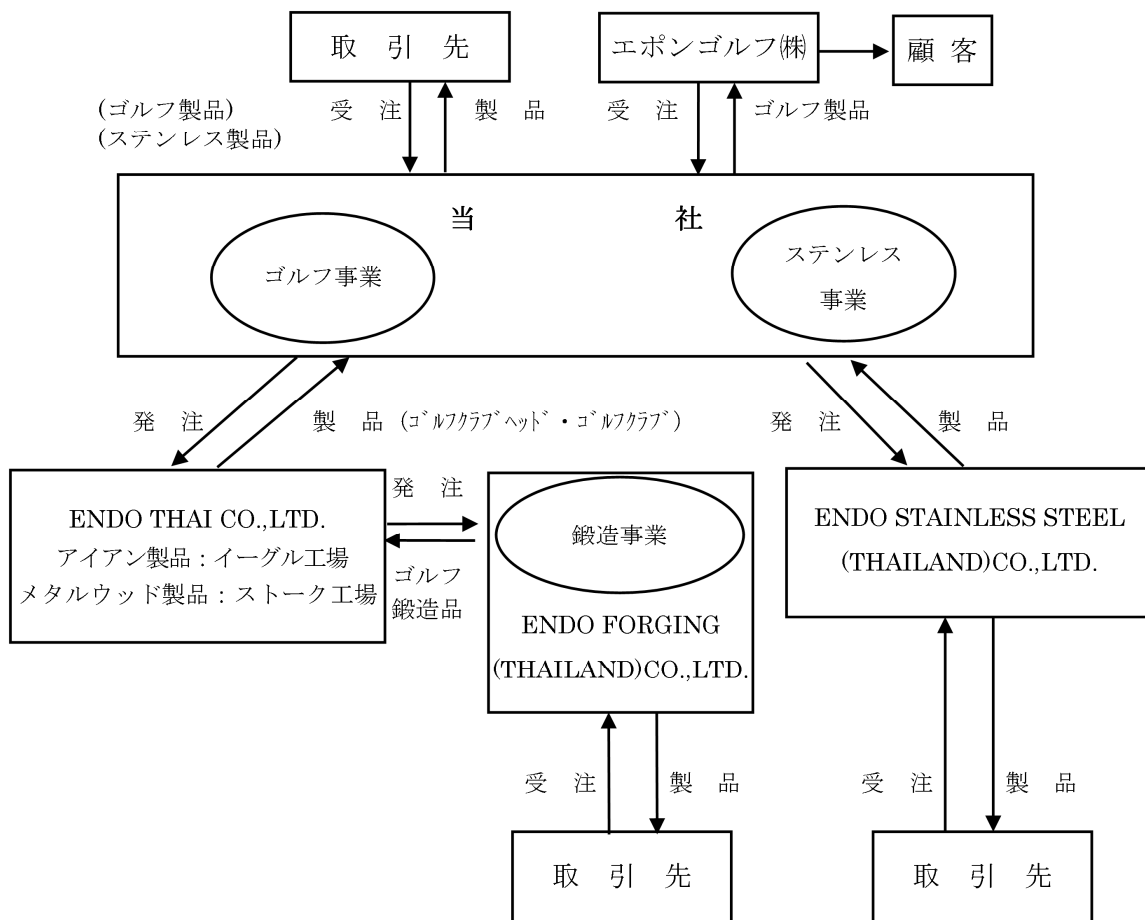 取 引 先
エポンゴルフ㈱
顧 客
(ゴルフ製品)
(ステンレス製品)
受 注
製 品
受 注
ゴルフ製品
当 社
ゴルフ事業
ステンレス
事業
発 注
製 品 (ｺﾞﾙﾌｸﾗﾌﾞﾍｯﾄﾞ・ｺﾞﾙﾌｸﾗﾌﾞ)
発 注
製 品
ENDO THAI CO.,LTD.
アイアン製品：イーグル工場
メタルウッド製品：ストーク工場
発 注
ゴルフ
鍛造品
鍛造事業
ENDO FORGING
(THAILAND)CO.,LTD.
ENDO STAINLESS STEEL
(THAILAND)CO.,LTD.
受 注
製 品
受 注
製 品
取 引 先
取 引 先